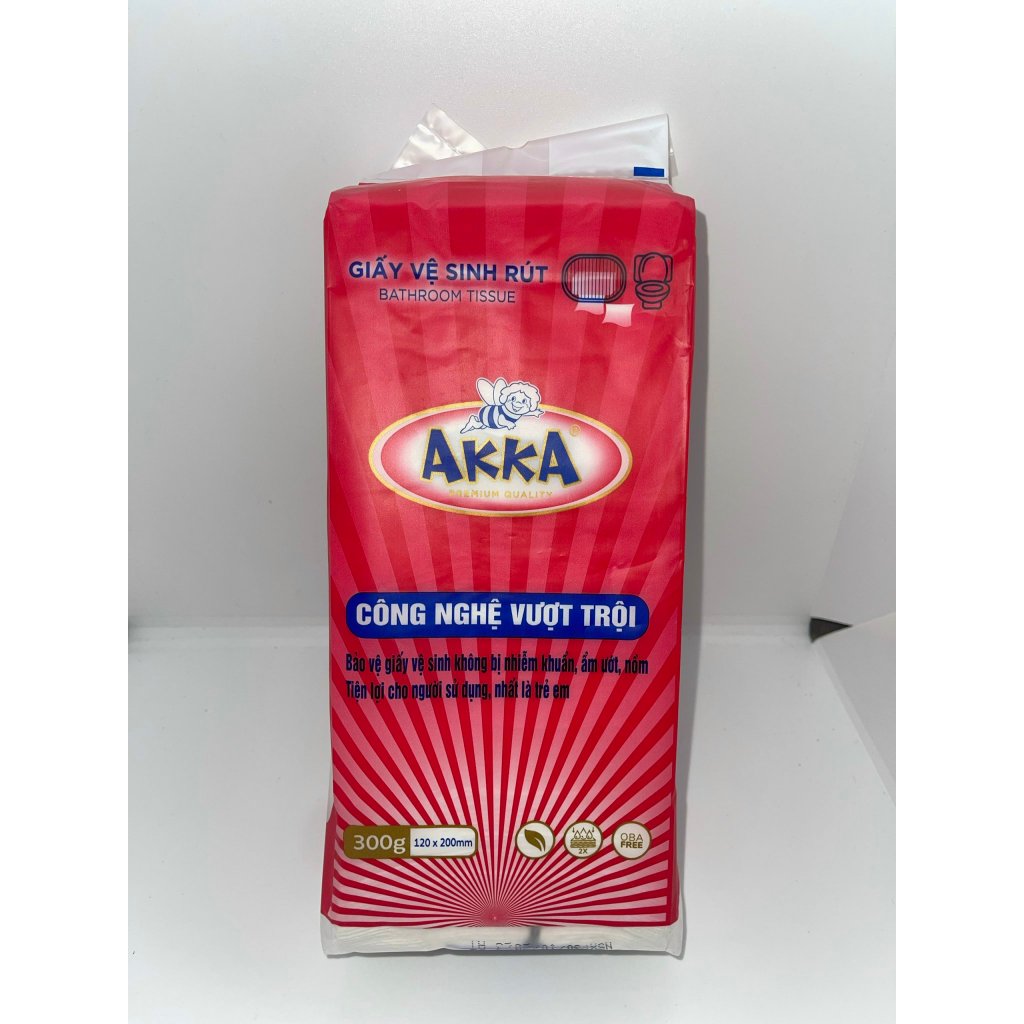 GIẤY VỆ SINH RÚT
BATHROOM TISSUE
AKKA®
PREMIUM QUALITY
CÔNG NGHỆ VƯỢT TRỘI
Bảo vệ giấy vệ sinh không bị nhiễm khuẩn, ẩm ướt, nồm
Tiện lợi cho người sử dụng, nhất là trẻ em
300g 120 x 200mm
2X
OBA
FREE